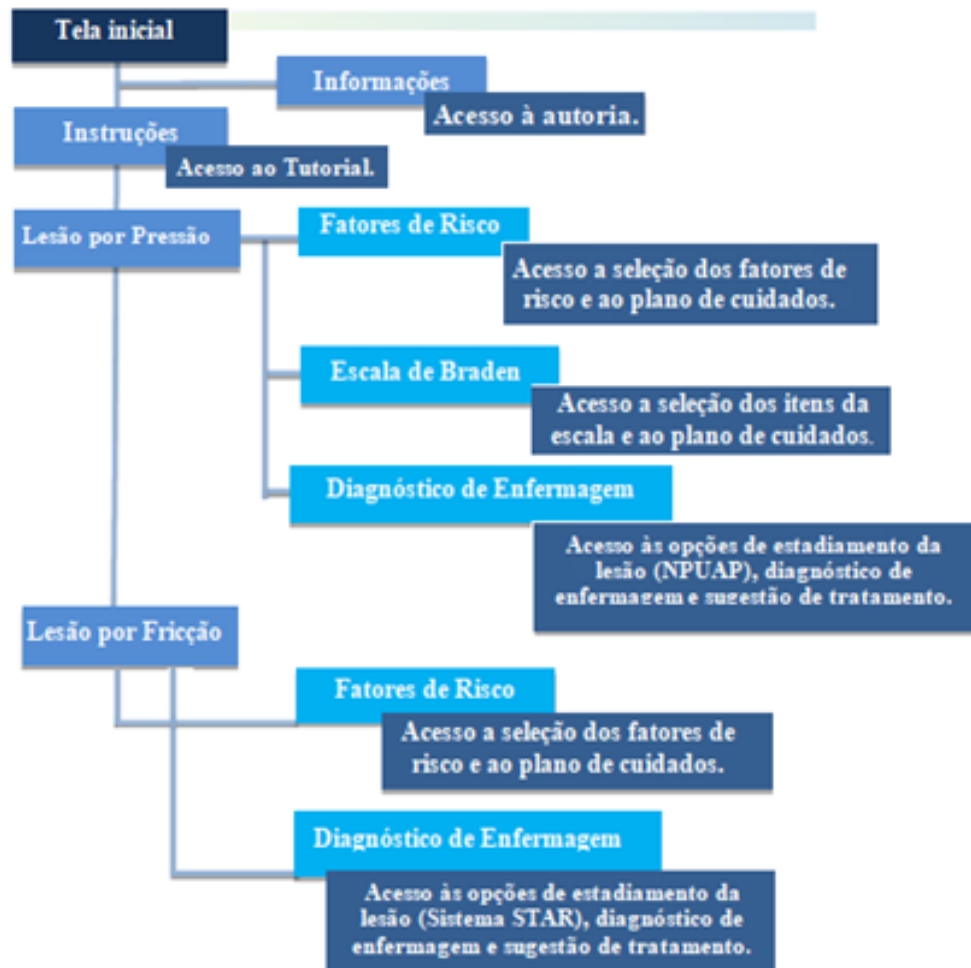 Tela inicial
Informações
Acesso à autoria.
Instruções
Acesso ao Tutorial.
Lesão por Pressão
Fatores de Risco
Acesso a seleção dos fatores de
risco e ao plano de cuidados.
Escala de Braden
Acesso a seleção dos itens da
escala e ao plano de cuidados.
Diagnóstico de Enfermagem
Acesso às opções de estadiamento da
lesão (NPUAP), diagnóstico de
enfermagem e sugestão de tratamento.
Lesão por Fricção
Fatores de Risco
Acesso a seleção dos fatores de
risco e ao plano de cuidados.
Diagnóstico de Enfermagem
Acesso às opções de estadiamento da
lesão (Sistema STAR), diagnóstico de
enfermagem e sugestão de tratamento.